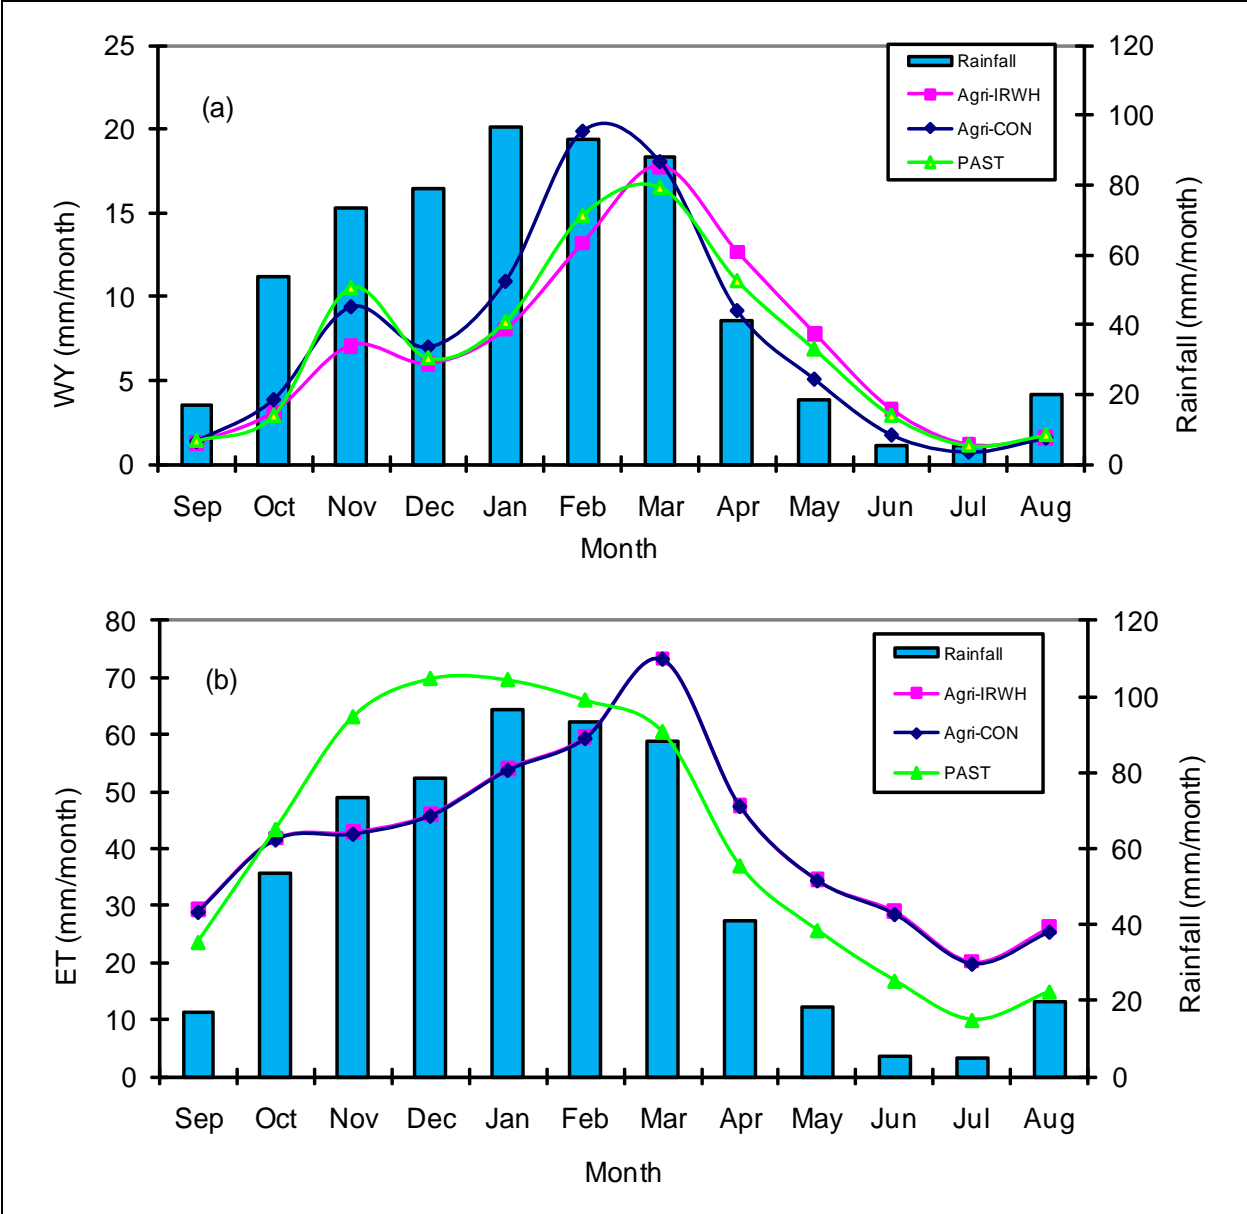 25
20
15
10
5
0
WY (mm/month)
(a)
Rainfall
Agri-IRWH
Agri-CON
PAST
120
100
80
60
40
20
0
Rainfall (mm/month)
Sep Oct Nov Dec Jan Feb Mar Apr May Jun Jul Aug
Month
80
70
60
50
40
30
20
10
0
ET (mm/month)
(b)
Rainfall
Agri-IRWH
Agri-CON
PAST
120
100
80
60
40
20
0
Rainfall (mm/month)
Sep Oct Nov Dec Jan Feb Mar Apr May Jun Jul Aug
Month